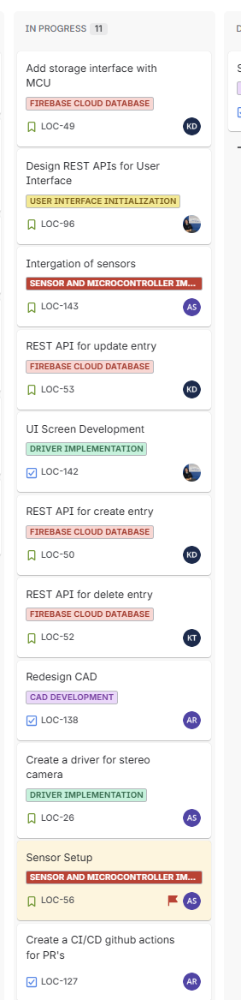 IN PROGRESS 11
Add storage interface with
MCU
FIREBASE CLOUD DATABASE
LOC-49 KD
Design REST APIs for User
Interface
USER INTERFACE INITIALIZATION
LOC-96
Intergation of sensors
SENSOR AND MICROCONTROLLER IM...
LOC-143 AS
REST API for update entry
FIREBASE CLOUD DATABASE
LOC-53 KD
UI Screen Development
DRIVER IMPLEMENTATION
LOC-142
REST API for create entry
FIREBASE CLOUD DATABASE
LOC-50 KD
REST API for delete entry
FIREBASE CLOUD DATABASE
LOC-52 KT
Redesign CAD
CAD DEVELOPMENT
LOC-138 AR
Create a driver for stereo
camera
DRIVER IMPLEMENTATION
LOC-26 AS
Sensor Setup
SENSOR AND MICROCONTROLLER IM...
LOC-56 AS
Create a CI/CD github actions
for PR's
LOC-127 AR